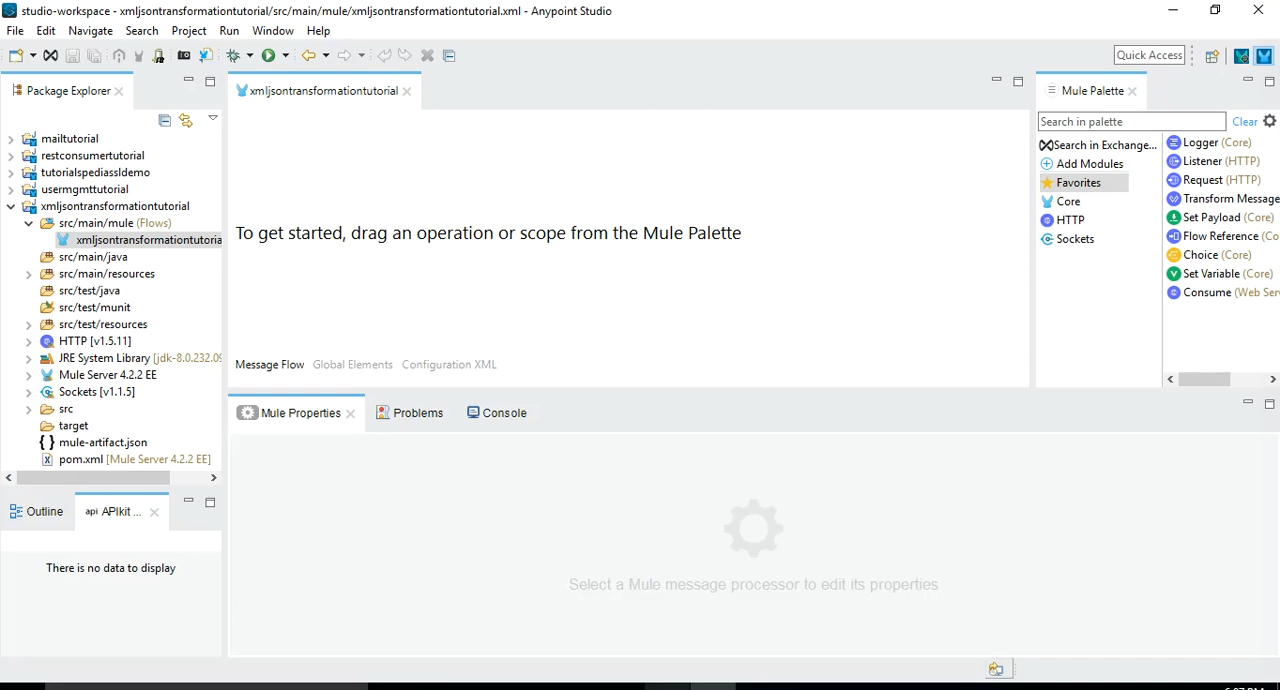 studio-workspace - xmljsontransformationtutorial/src/main/mule/xmljsontransformationtutorial.xml - Anypoint Studio
File Edit Navigate Search Project Run Window Help
Quick Access
Package Explorer
mailtutorial
restconsumertutorial
tutorialspediassldemo
usermgmttutorial
xmljsontransformationtutorial
src/main/mule (Flows)
xmljsontransformationtutoria
src/main/java
src/main/resources
src/test/java
src/test/munit
src/test/resources
HTTP [v1.5.11]
JRE System Library [jdk-8.0.232.09
Mule Server 4.2.2 EE
Sockets [v1.1.5]
src
target
mule-artifact.json
pom.xml [Mule Server 4.2.2 EE]
Outline
api APIkit ...
There is no data to display
xmljsontransformationtutorial
To get started, drag an operation or scope from the Mule Palette
Message Flow Global Elements Configuration XML
Mule Properties
Problems
Console
Select a Mule message processor to edit its properties
Mule Palette
Search in palette
Clear
Search in Exchange...
Add Modules
Favorites
Core
HTTP
Sockets
Logger (Core)
Listener (HTTP)
Request (HTTP)
Transform Message
Set Payload (Core)
Flow Reference (Co
Choice (Core)
Set Variable (Core)
Consume (Web Ser